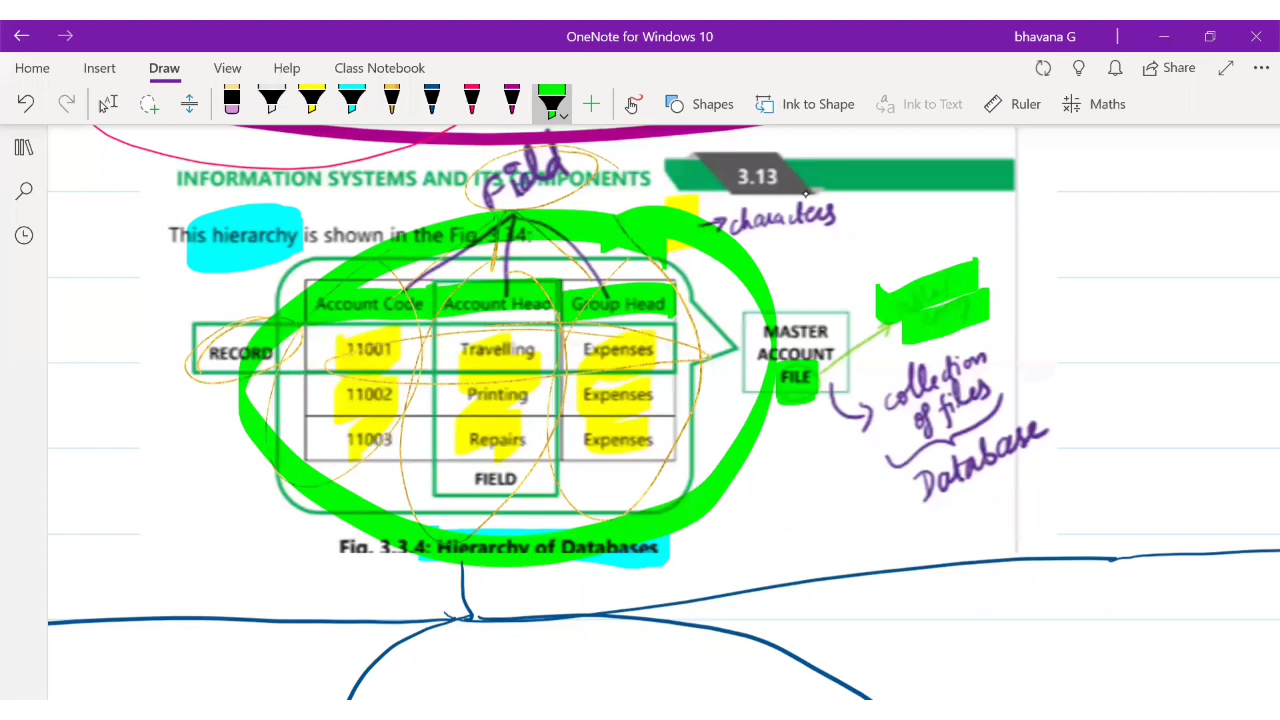 OneNote for Windows 10
bhavana G
Home Insert Draw View Help Class Notebook Share
Shapes Ink to Shape Ink to Text Ruler Maths
Field
INFORMATION SYSTEMS AND ITS COMPONENTS 3.13
→ characters
This hierarchy is shown in the Fig. 3.3.4:
Account Code Account Head Group Head
RECORD 11001 Travelling Expenses
11002 Printing Expenses
11003 Repairs Expenses
FIELD
MASTER
ACCOUNT
FILE
collection
of files
Database
Fig. 3.3.4: Hierarchy of Databases